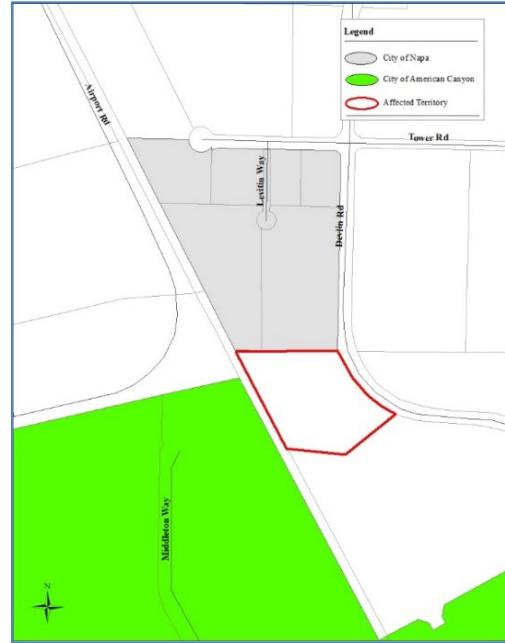 Legend
City of Napa
City of American Canyon
Affected Territory
Airport Rd
Tower Rd
Levitin Way
Devlin Rd
Middleton Way
N